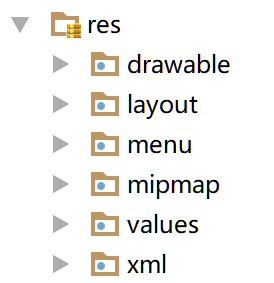 res
drawable
layout
menu
mipmap
values
xml